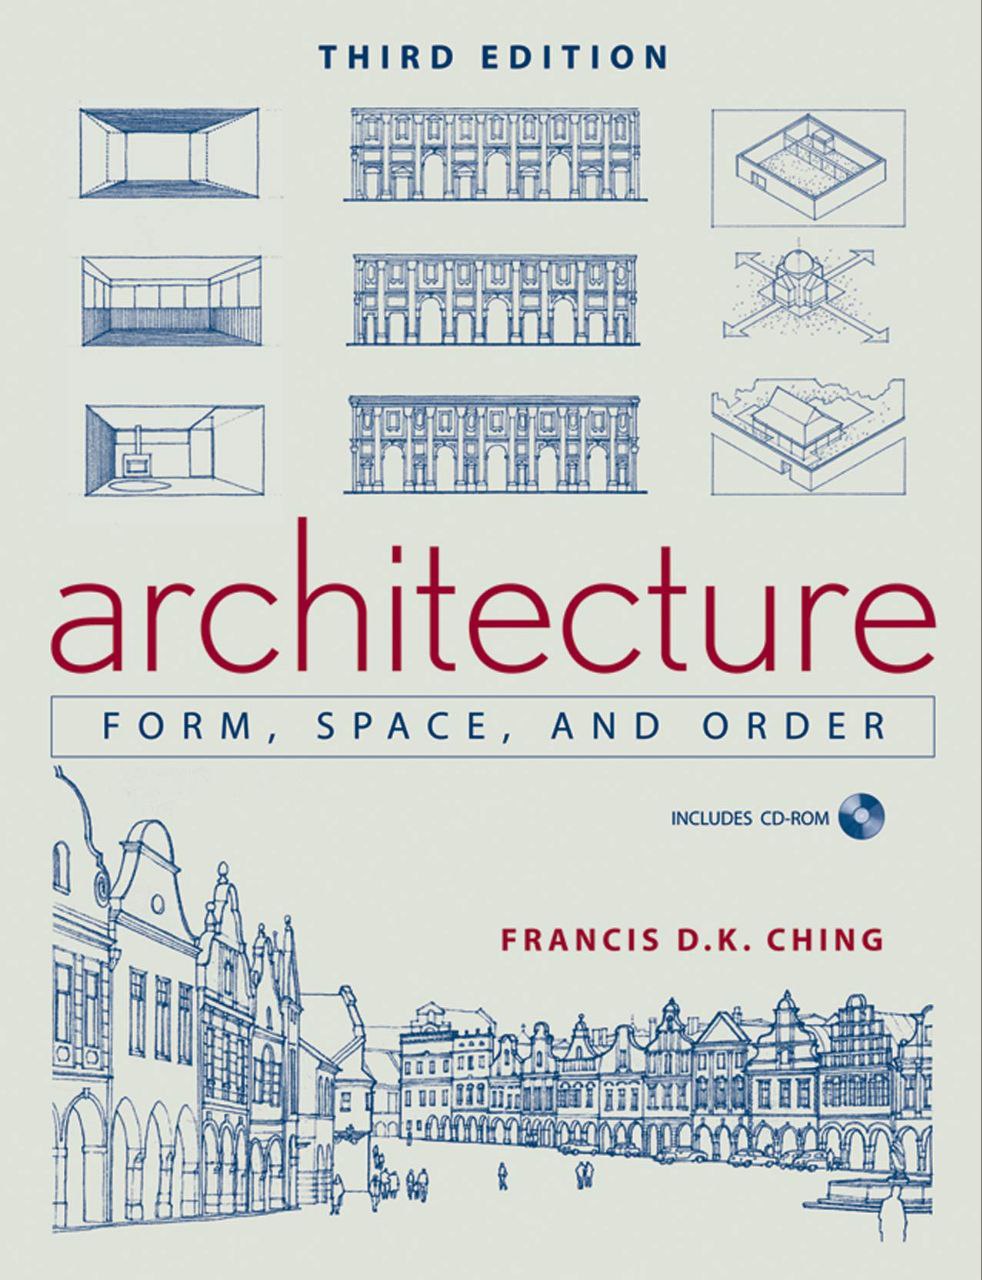 THIRD EDITION
architecture
FORM, SPACE, AND ORDER
INCLUDES CD-ROM
FRANCIS D.K. CHING